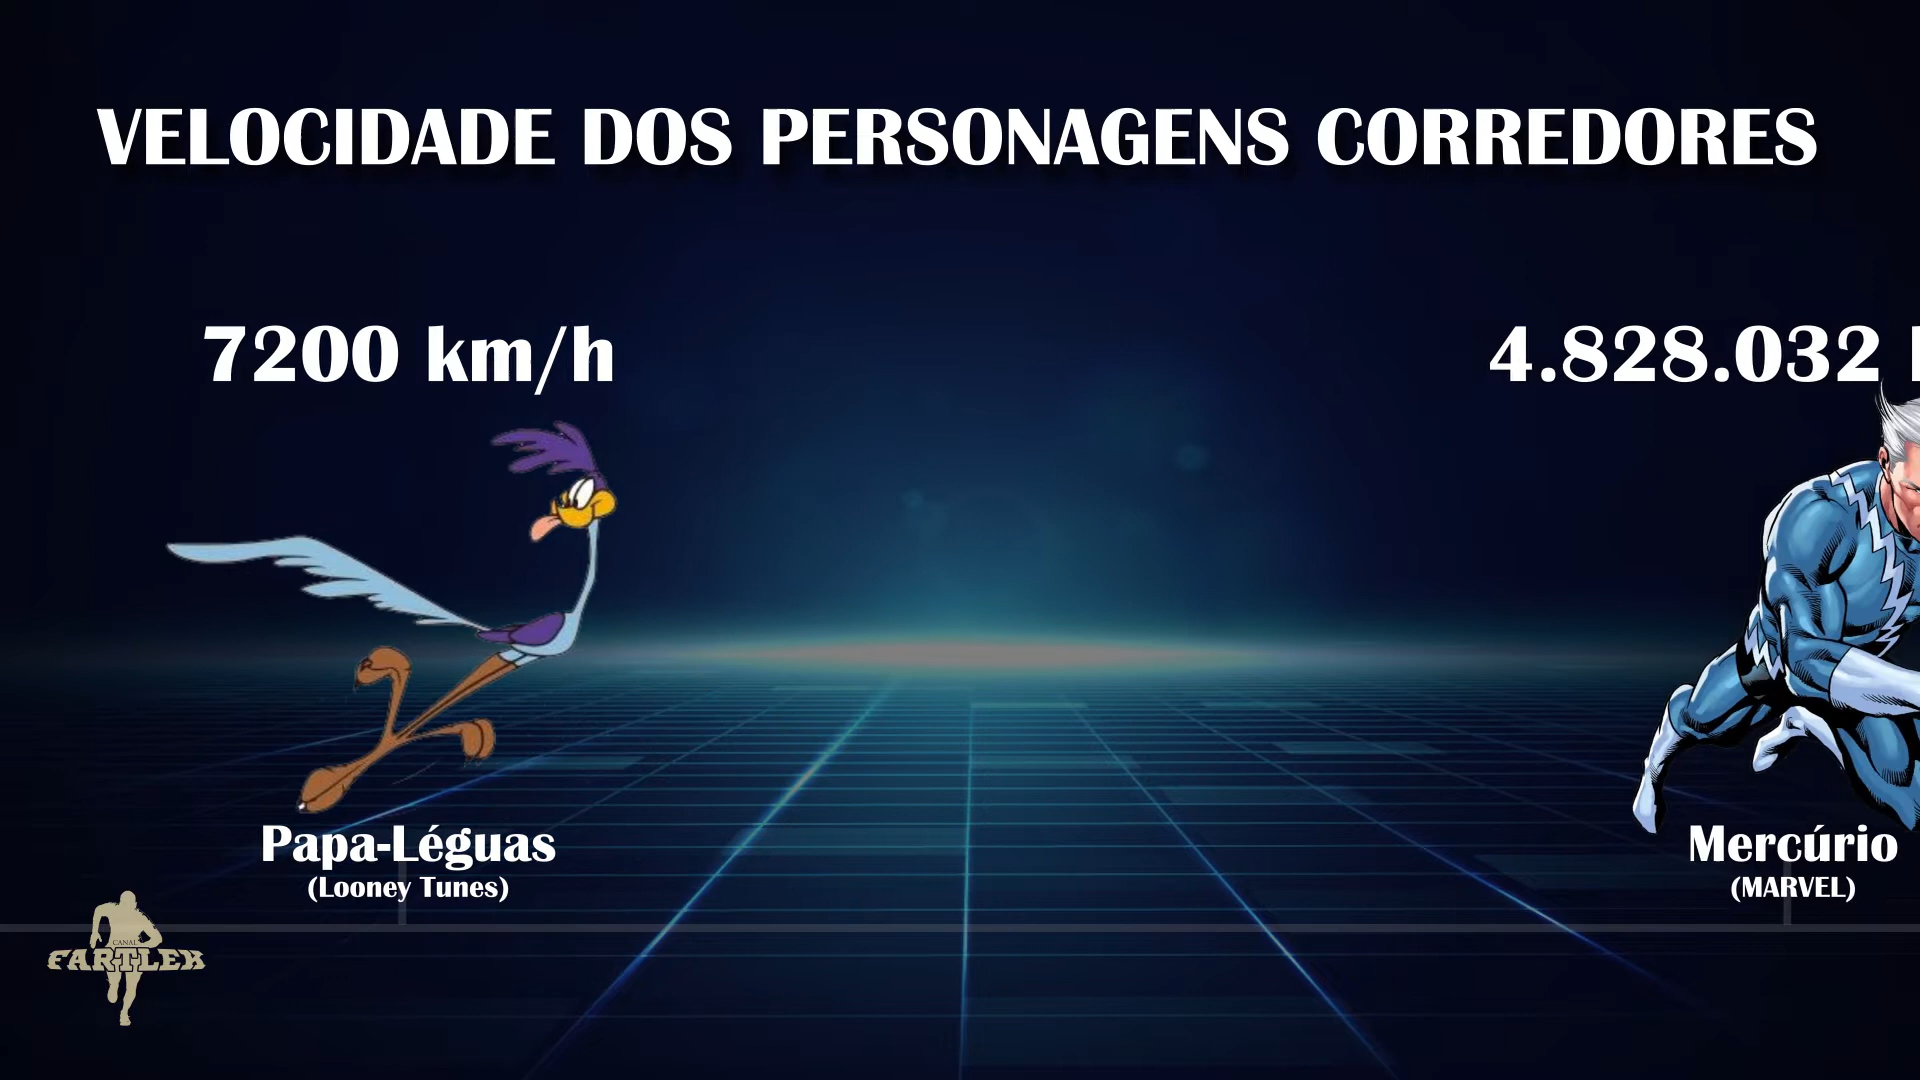 VELOCIDADE DOS PERSONAGENS CORREDORES
7200 km/h
4.828.032
Papa-Léguas
(Looney Tunes)
Mercúrio
(MARVEL)
CANAL
FARTLEK